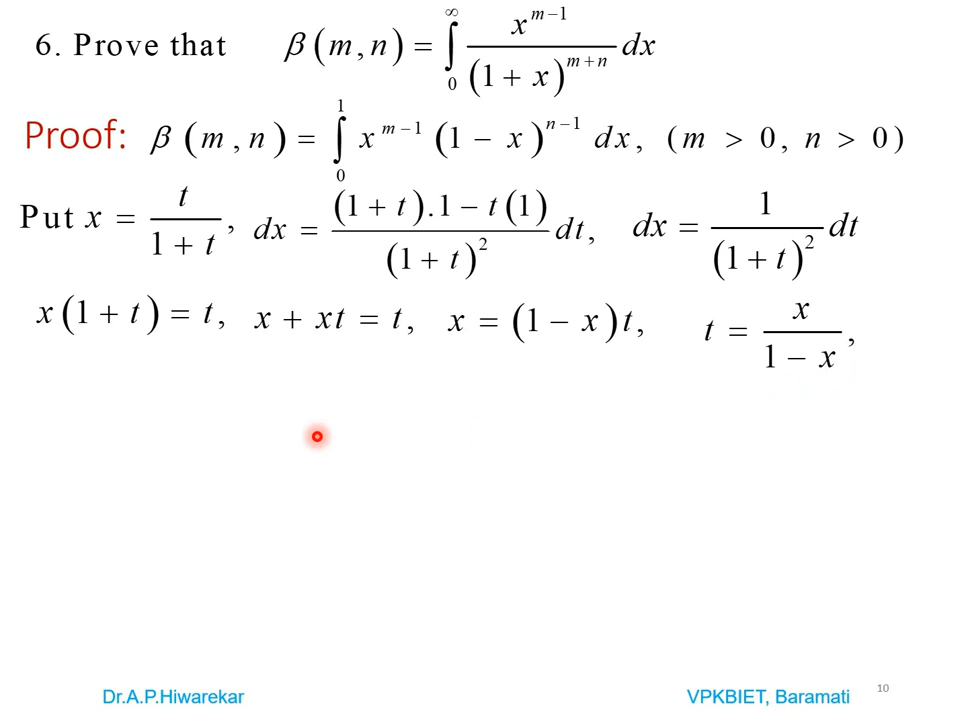 6. Prove that β(m,n) = ∫₀^∞ x^{m−1}/(1+x)^{m+n} dx
Proof: β(m,n) = ∫₀¹ x^{m−1} (1−x)^{n−1} dx, (m > 0, n > 0)
Put x = t/(1+t), dx = ((1+t).1 − t(1))/(1+t)² dt, dx = 1/(1+t)² dt
x(1+t) = t, x + xt = t, x = (1−x)t, t = x/(1−x),
Dr.A.P.Hiwarekar VPKBIET, Baramati 10